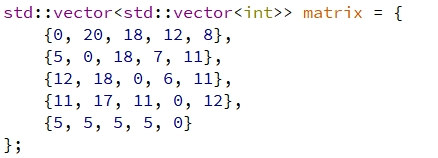 std::vector<std::vector<int>> matrix = {
    {0, 20, 18, 12, 8},
    {5, 0, 18, 7, 11},
    {12, 18, 0, 6, 11},
    {11, 17, 11, 0, 12},
    {5, 5, 5, 5, 0}
};